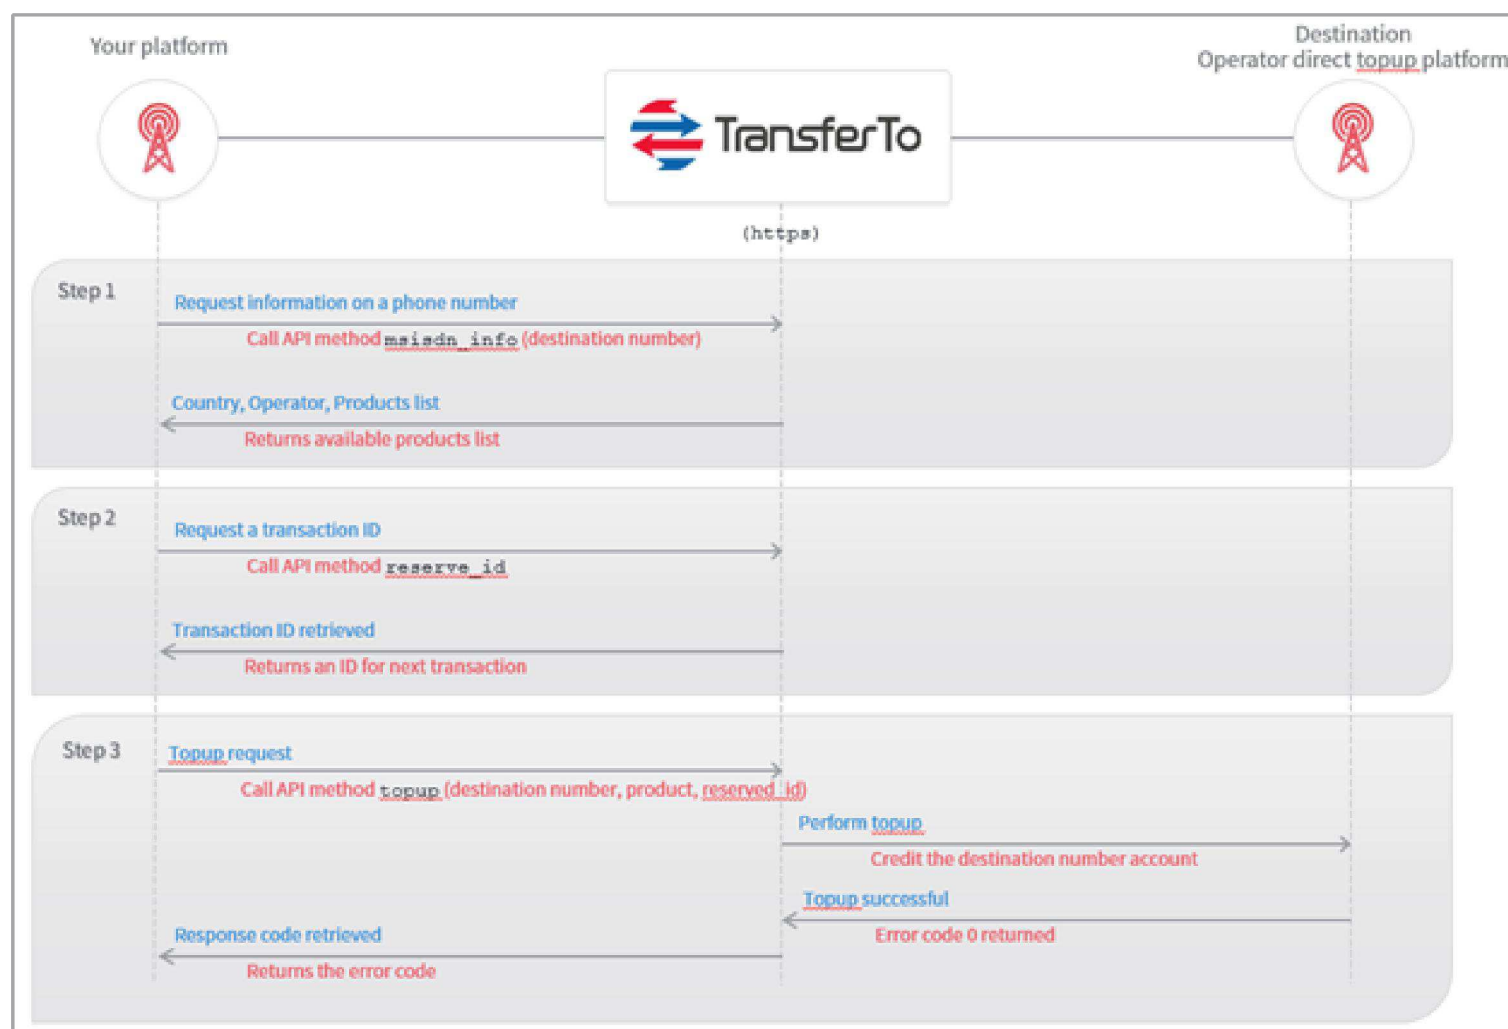 Your platform
Destination
Operator direct topup platform
TransferTo
(https)
Step 1
Request information on a phone number
Call API method msisdn_info (destination number)
Country, Operator, Products list
Returns available products list
Step 2
Request a transaction ID
Call API method reserve_id
Transaction ID retrieved
Returns an ID for next transaction
Step 3
Topup request
Call API method topup (destination number, product, reserved_id)
Perform topup
Credit the destination number account
Topup successful
Error code 0 returned
Response code retrieved
Returns the error code